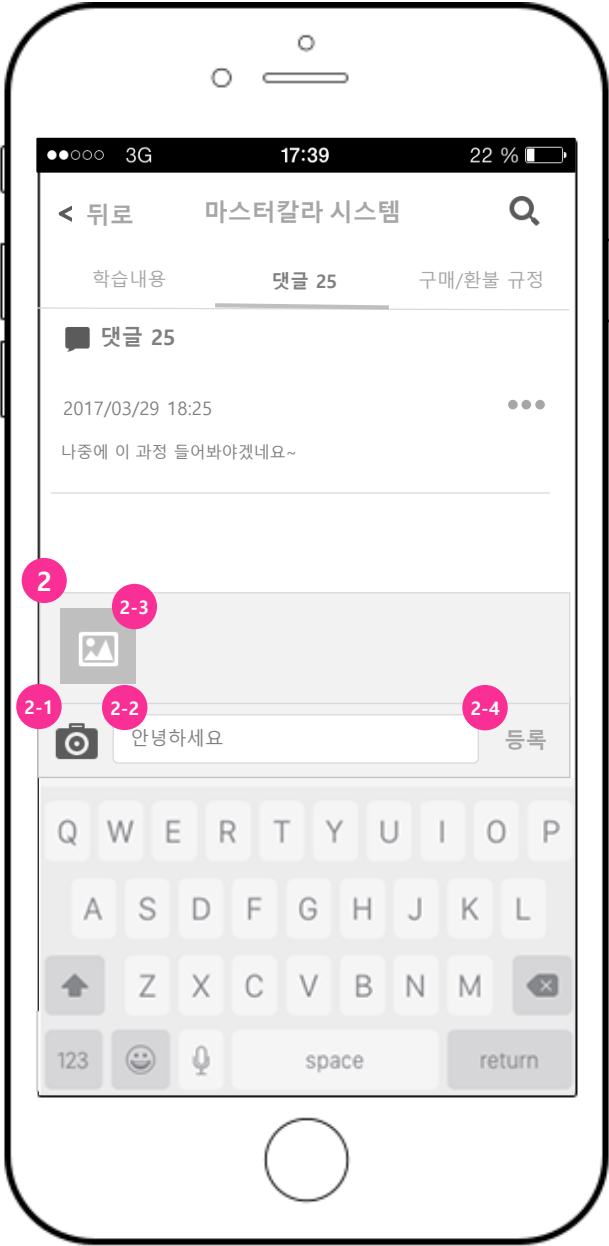 3G 17:39 22 %
< 뒤로 마스터칼라 시스템
학습내용 댓글 25 구매/환불 규정
댓글 25
2017/03/29 18:25
나중에 이 과정 들어봐야겠네요~
2
2-3
2-1 2-2 2-4
안녕하세요 등록
Q W E R T Y U I O P
A S D F G H J K L
Z X C V B N M
123 space return